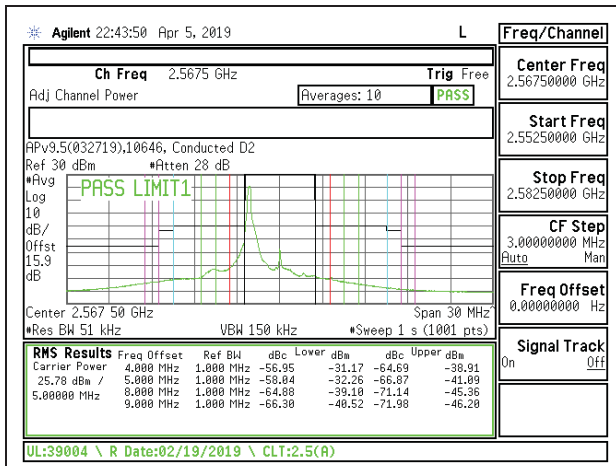 Agilent 22:43:50 Apr 5, 2019 L
Ch Freq 2.5675 GHz Trig Free
Adj Channel Power Averages: 10 PASS
APv9.5(032719),10646, Conducted D2
Ref 30 dBm #Atten 28 dB
#Avg
Log
10
dB/
Offst
15.9
dB
PASS LIMIT1
Center 2.567 50 GHz Span 30 MHz^
#Res BW 51 kHz VBW 150 kHz #Sweep 1 s (1001 pts)
RMS Results Freq Offset Ref BW dBc Lower dBm dBc Upper dBm
Carrier Power 4.000 MHz 1.000 MHz -56.95 -31.17 -64.69 -38.91
25.78 dBm / 5.000 MHz 1.000 MHz -58.04 -32.26 -66.87 -41.09
5.00000 MHz 8.000 MHz 1.000 MHz -64.88 -39.10 -71.14 -45.36
9.000 MHz 1.000 MHz -66.30 -40.52 -71.98 -46.20
UL:39004 \ R Date:02/19/2019 \ CLT:2.5(A)
Freq/Channel
Center Freq
2.56750000 GHz
Start Freq
2.55250000 GHz
Stop Freq
2.58250000 GHz
CF Step
3.00000000 MHz
Auto Man
Freq Offset
0.00000000 Hz
Signal Track
On Off